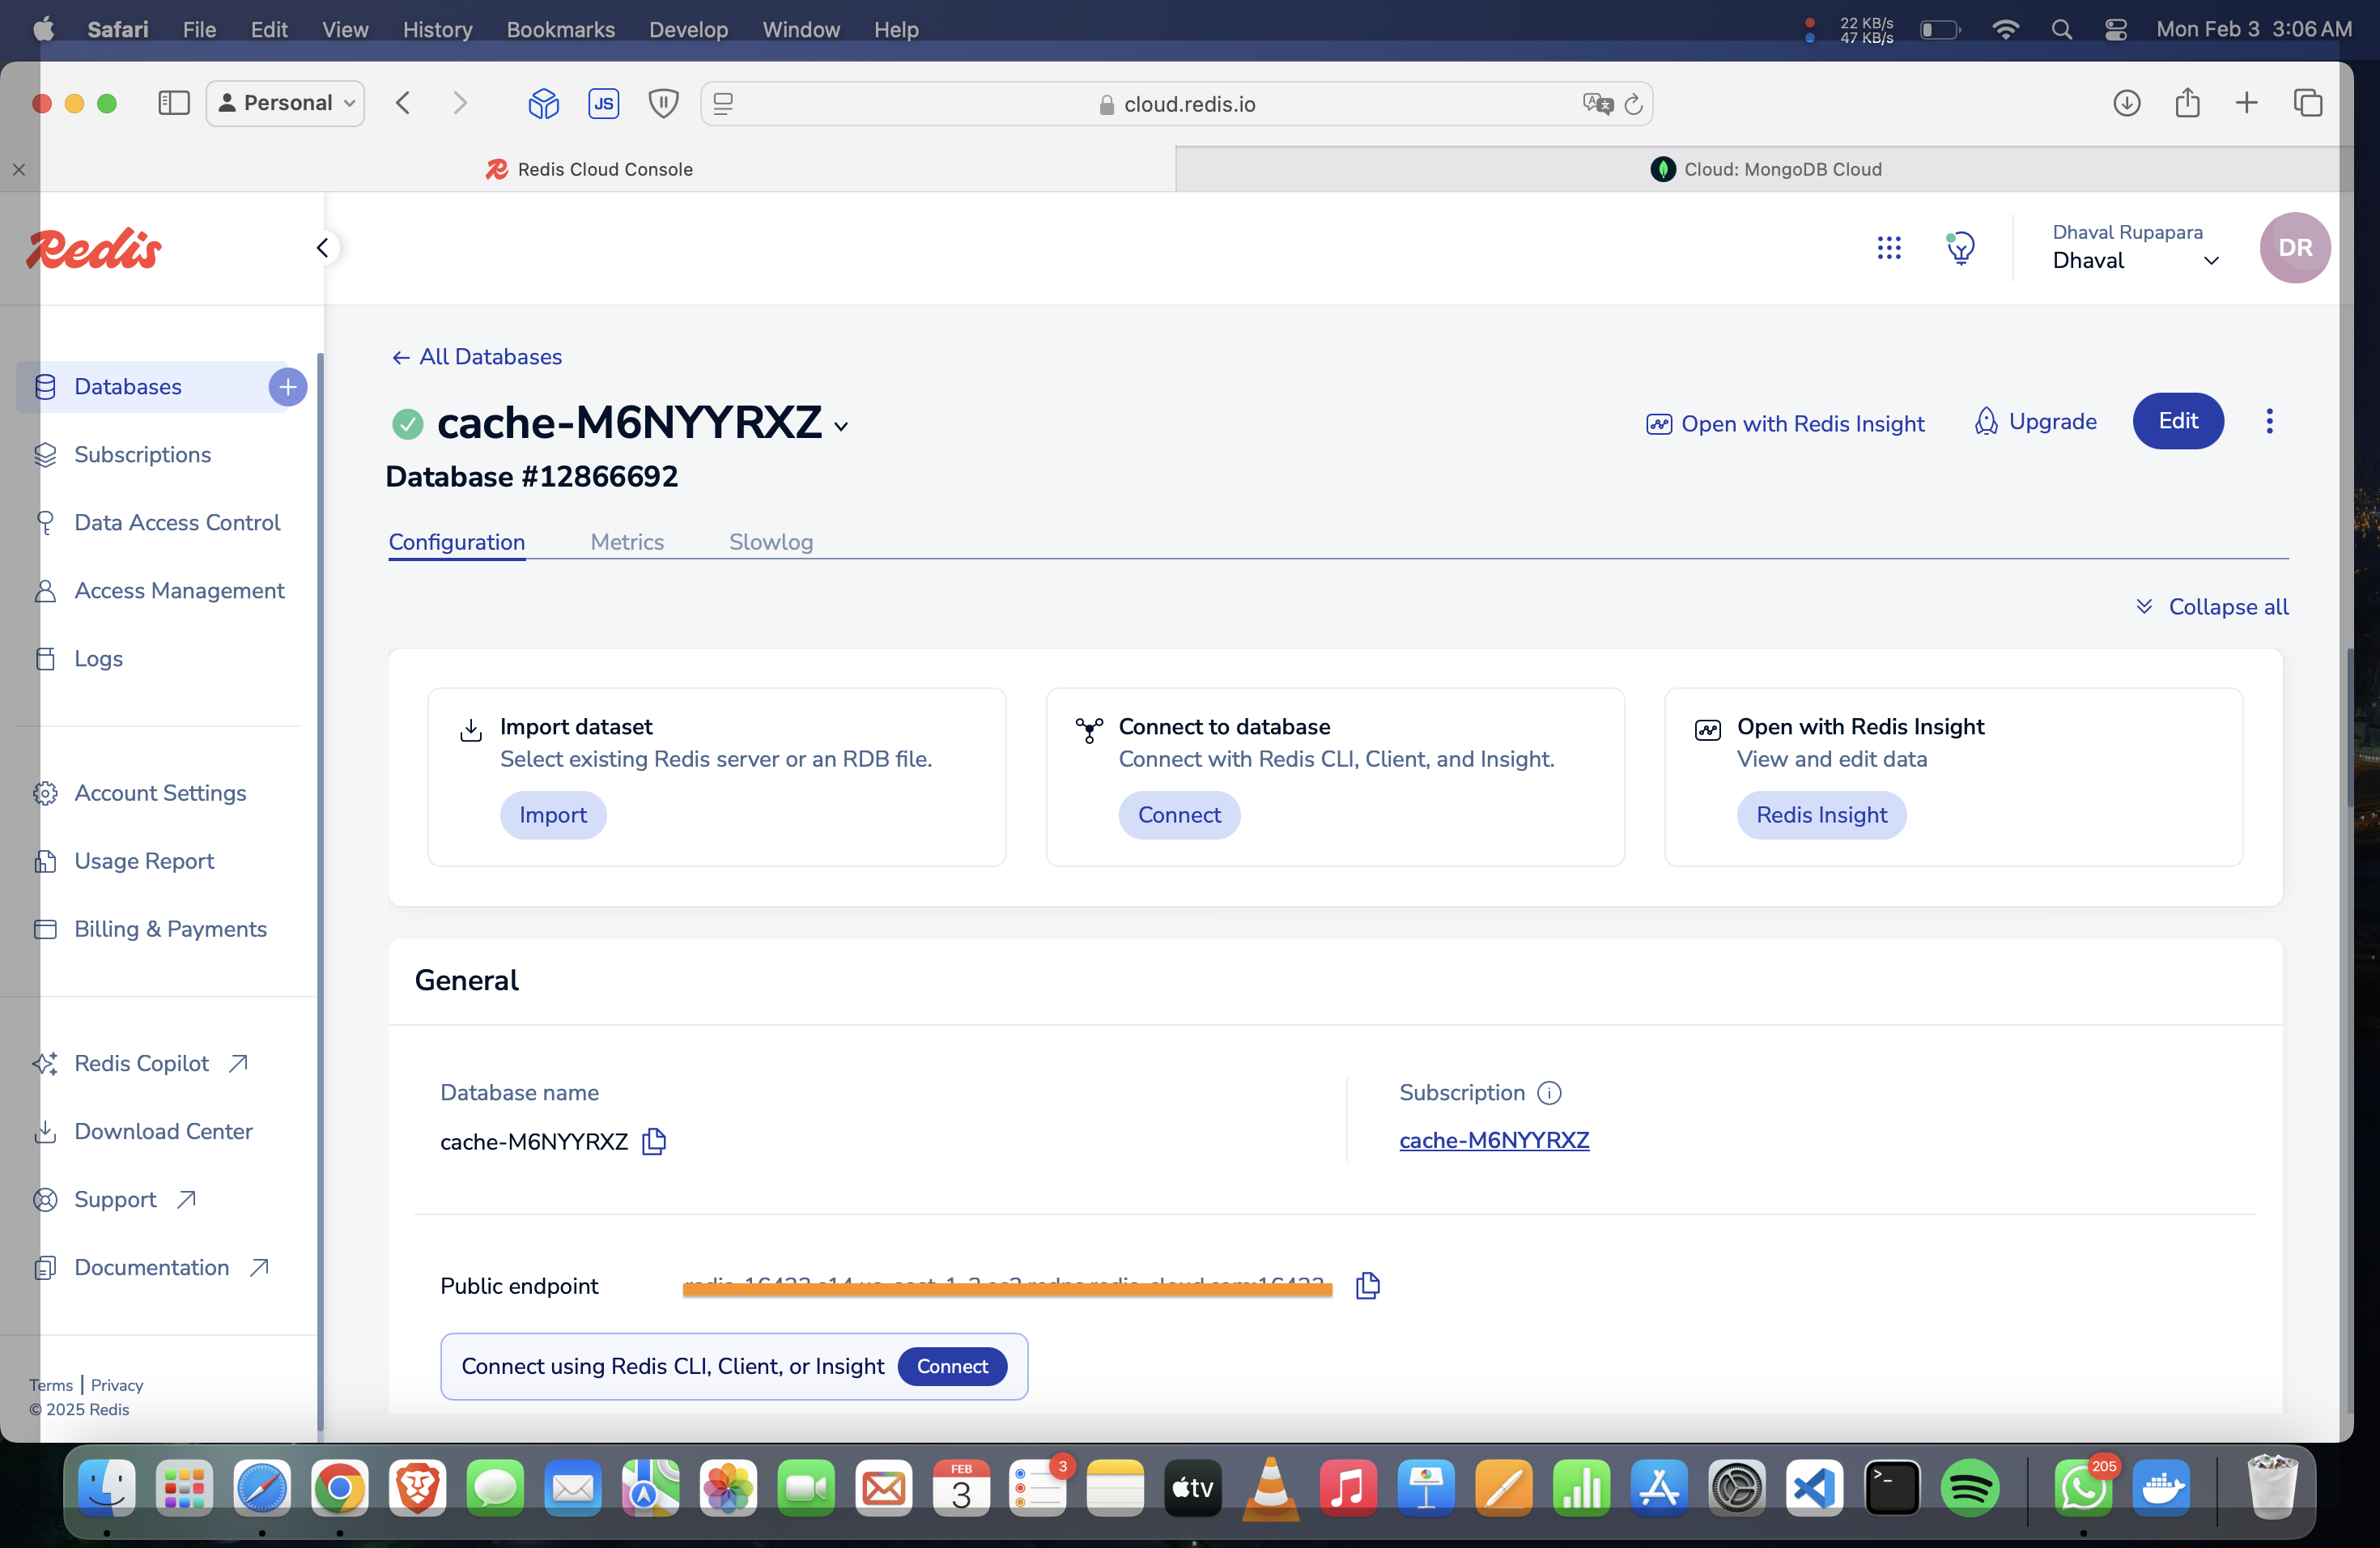 Safari File Edit View History Bookmarks Develop Window Help
22 KB/s
47 KB/s
Mon Feb 3 3:06 AM
Personal
JS
cloud.redis.io
Redis Cloud Console
Cloud: MongoDB Cloud
Redis
Dhaval Rupapara
Dhaval
DR
Databases
Subscriptions
Data Access Control
Access Management
Logs
Account Settings
Usage Report
Billing & Payments
Redis Copilot
Download Center
Support
Documentation
Terms | Privacy
© 2025 Redis
← All Databases
cache-M6NYYRXZ
Database #12866692
Open with Redis Insight
Upgrade
Edit
Configuration
Metrics
Slowlog
Collapse all
Import dataset
Select existing Redis server or an RDB file.
Import
Connect to database
Connect with Redis CLI, Client, and Insight.
Connect
Open with Redis Insight
View and edit data
Redis Insight
General
Database name
cache-M6NYYRXZ
Subscription
cache-M6NYYRXZ
Public endpoint
Connect using Redis CLI, Client, or Insight
Connect
FEB
3
3
tv
205